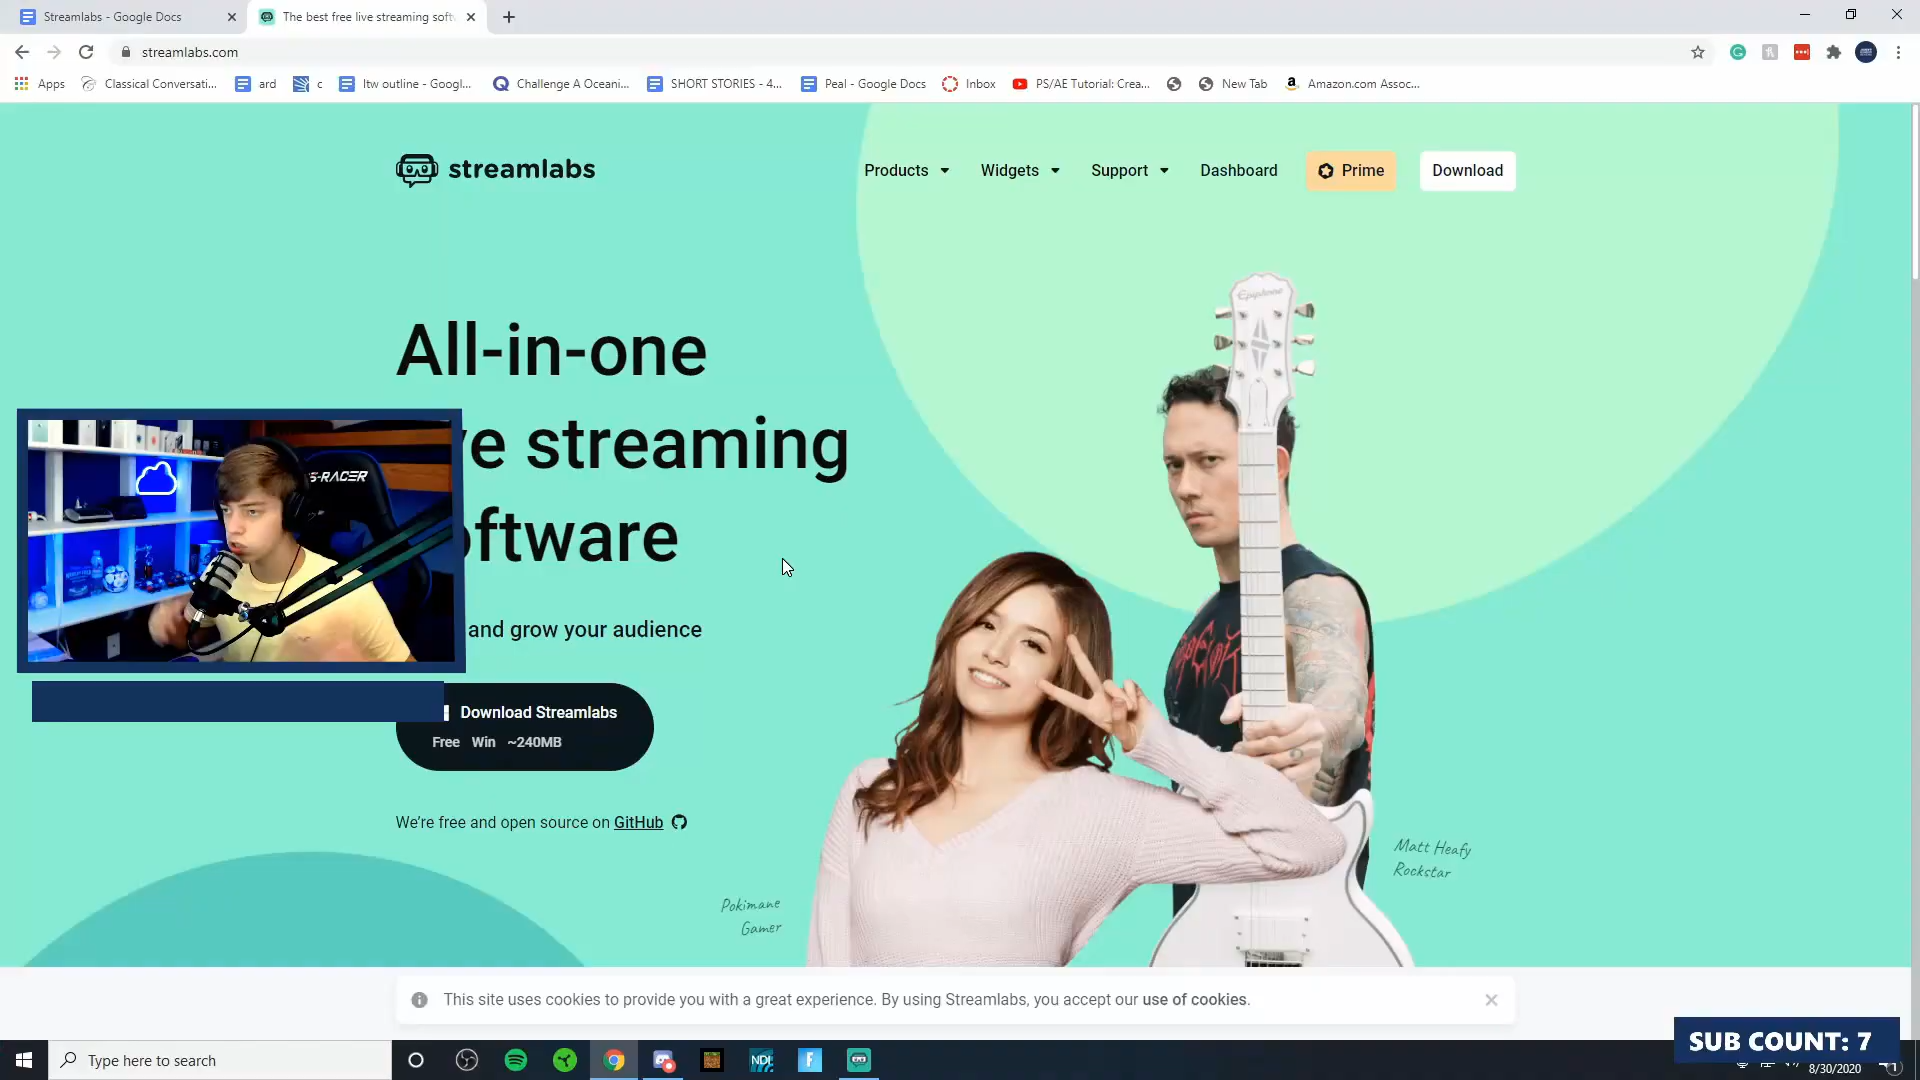 Streamlabs - Google Docs
The best free live streaming soft
streamlabs.com
Apps
Classical Conversati...
ard
c
ltw outline - Googl...
Challenge A Oceani...
SHORT STORIES - 4...
Peal - Google Docs
Inbox
PS/AE Tutorial: Crea...
New Tab
Amazon.com Assoc...
streamlabs
Products
Widgets
Support
Dashboard
Prime
Download
Epiphone
All-in-one
ve streaming
oftware
S-RACER
and grow your audience
Download Streamlabs
Free Win ~240MB
We're free and open source on GitHub
Matt Heafy
Rockstar
Pokimane
Gamer
This site uses cookies to provide you with a great experience. By using Streamlabs, you accept our use of cookies.
SUB COUNT: 7
Type here to search
NDI
8/30/2020